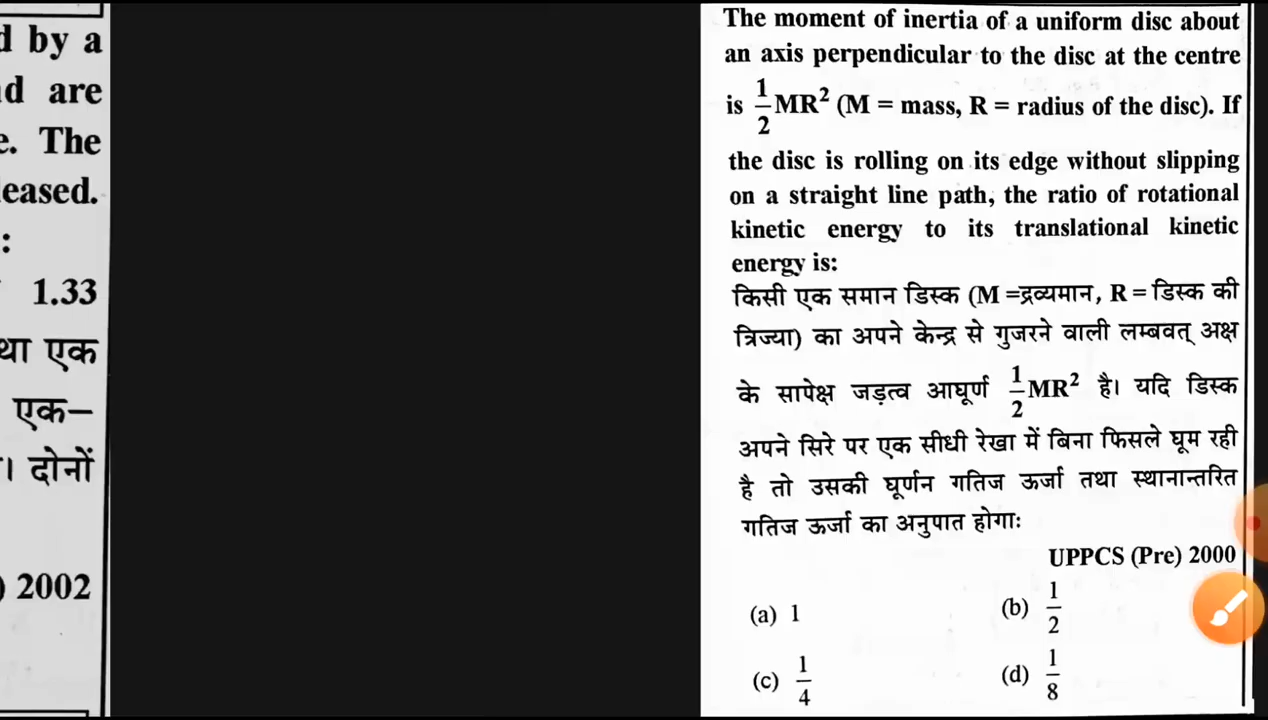 d by a
nd are
e. The
eased.
:
1.33
था एक
एक–
। दोनों
) 2002
The moment of inertia of a uniform disc about
an axis perpendicular to the disc at the centre
is 1/2 MR² (M = mass, R = radius of the disc). If
the disc is rolling on its edge without slipping
on a straight line path, the ratio of rotational
kinetic energy to its translational kinetic
energy is:
किसी एक समान डिस्क (M =द्रव्यमान, R = डिस्क की
त्रिज्या) का अपने केन्द्र से गुजरने वाली लम्बवत् अक्ष
के सापेक्ष जड़त्व आघूर्ण 1/2 MR² है। यदि डिस्क
अपने सिरे पर एक सीधी रेखा में बिना फिसले घूम रही
है तो उसकी घूर्णन गतिज ऊर्जा तथा स्थानान्तरित
गतिज ऊर्जा का अनुपात होगाः
UPPCS (Pre) 2000
(a) 1 (b) 1/2
(c) 1/4 (d) 1/8